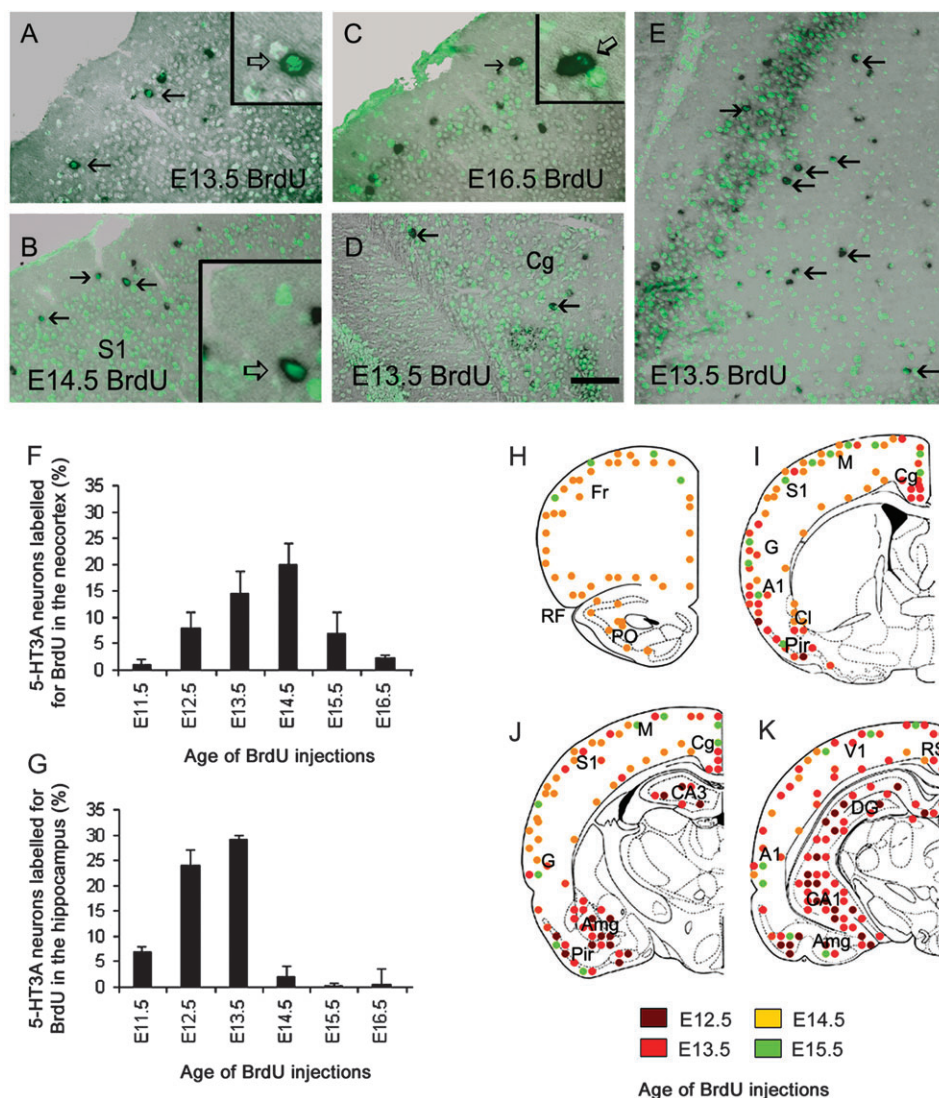 A
E13.5 BrdU
B
S1
E14.5 BrdU
C
E16.5 BrdU
D
Cg
E13.5 BrdU
E
E13.5 BrdU
F
5-HT3A neurons labelled
for BrdU in the neocortex (%)
35
30
25
20
15
10
5
0
E11.5
E12.5
E13.5
E14.5
E15.5
E16.5
Age of BrdU injections
G
5-HT3A neurons labelled for
BrdU in the hippocampus (%)
35
30
25
20
15
10
5
0
E11.5
E12.5
E13.5
E14.5
E15.5
E16.5
Age of BrdU injections
H
Fr
RF
PO
I
M
S1
Cg
G
A1
Cl
Pir
J
M
S1
Cg
CA3
G
Amg
Pir
K
V1
RS
DG
A1
CA1
Amg
E12.5
E14.5
E13.5
E15.5
Age of BrdU injections